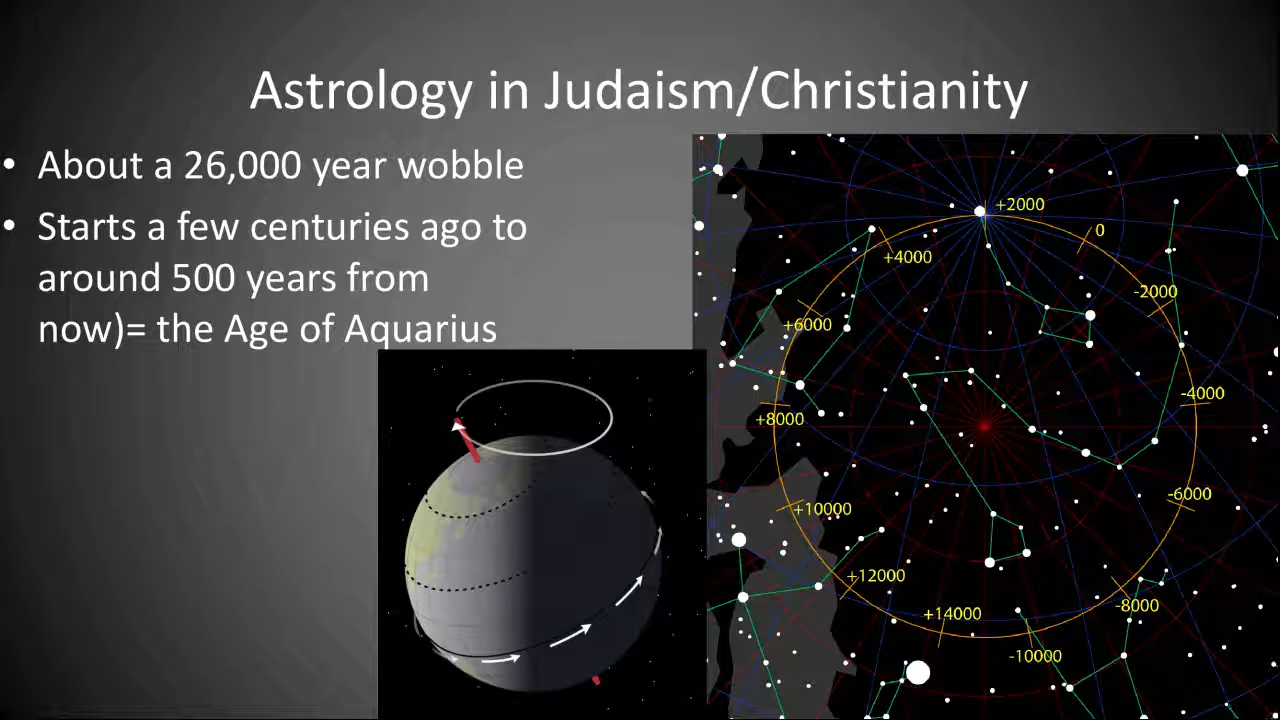 Astrology in Judaism/Christianity
• About a 26,000 year wobble
• Starts a few centuries ago to
around 500 years from
now)= the Age of Aquarius
+2000
0
+4000
-2000
+6000
-4000
+8000
-6000
+10000
+12000
-8000
+14000
-10000